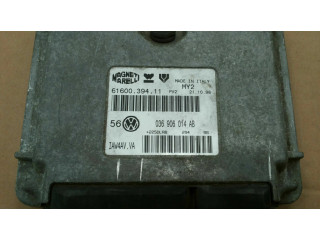 MAGNETI MARELLI
MADE IN ITALY
61600.394.11
MY2
56
036 906 014 AB
IAW4AV.VA